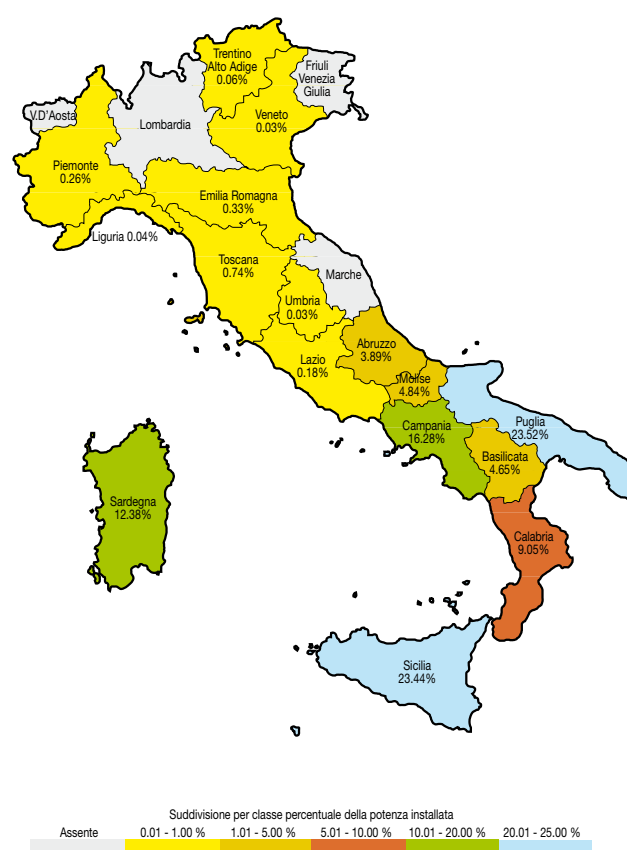 Trentino
Alto Adige
0.06%
Friuli
Venezia
Giulia
V.D'Aosta
Lombardia
Veneto
0.03%
Piemonte
0.26%
Emilia Romagna
0.33%
Liguria 0.04%
Toscana
0.74%
Marche
Umbria
0.03%
Abruzzo
3.89%
Lazio
0.18%
Molise
4.84%
Campania
16.28%
Puglia
23.52%
Basilicata
4.65%
Sardegna
12.38%
Calabria
9.05%
Sicilia
23.44%
Suddivisione per classe percentuale della potenza installata
Assente 0.01 - 1.00 % 1.01 - 5.00 % 5.01 - 10.00 % 10.01 - 20.00 % 20.01 - 25.00 %